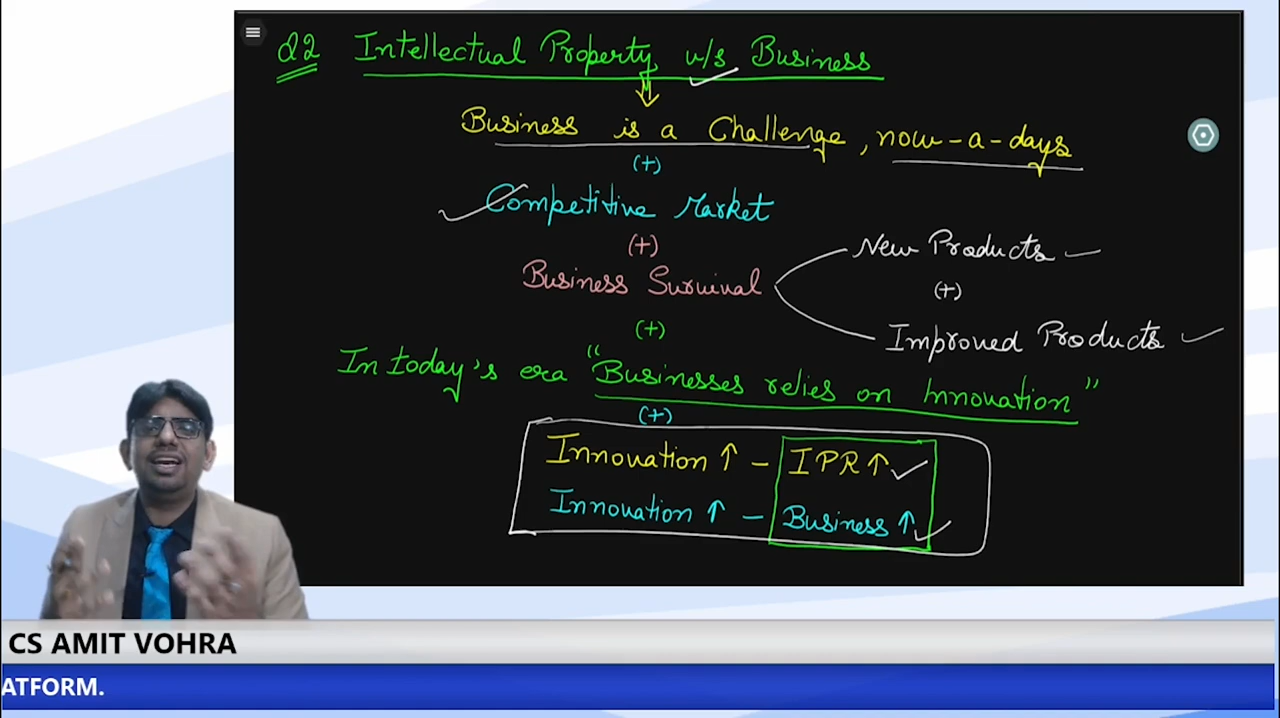 Q2 Intellectual Property v/s Business
Business is a Challenge, now-a-days
(+)
Competitive Market
(+)
Business Survival
New Products
(+)
Improved Products
(+)
In today's era "Businesses relies on Innovation"
(+)
Innovation ↑ – IPR ↑
Innovation ↑ – Business ↑
CS AMIT VOHRA
ATFORM.